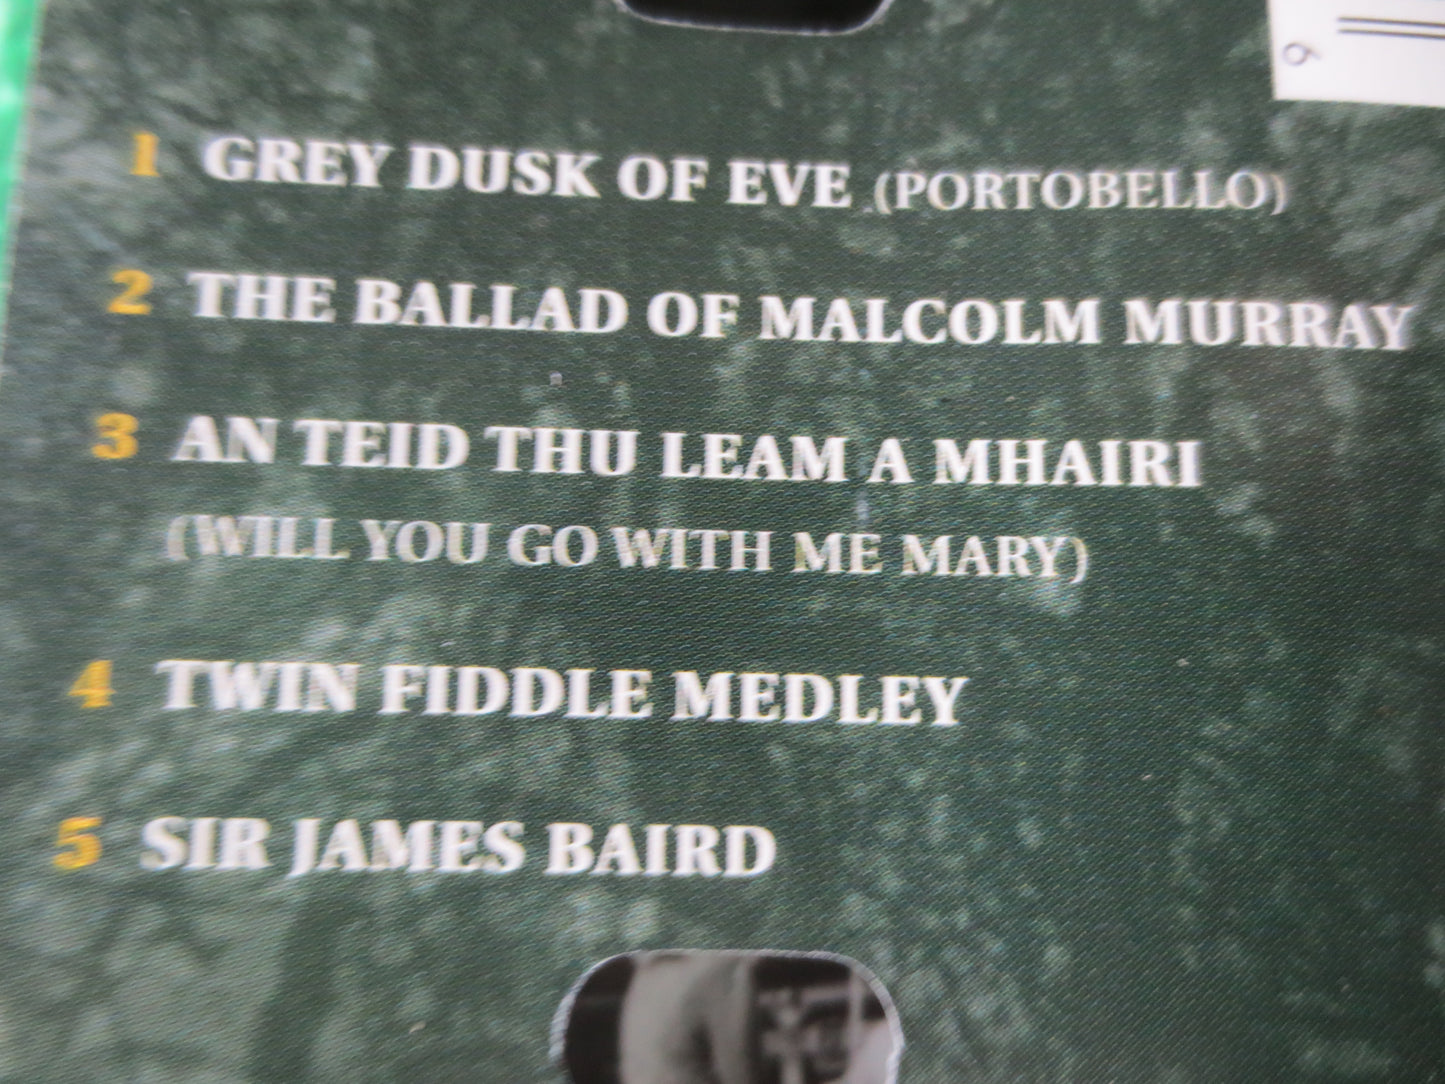 1 GREY DUSK OF EVE (PORTOBELLO)
2 THE BALLAD OF MALCOLM MURRAY
3 AN TEID THU LEAM A MHAIRI
(WILL YOU GO WITH ME MARY)
4 TWIN FIDDLE MEDLEY
5 SIR JAMES BAIRD
6